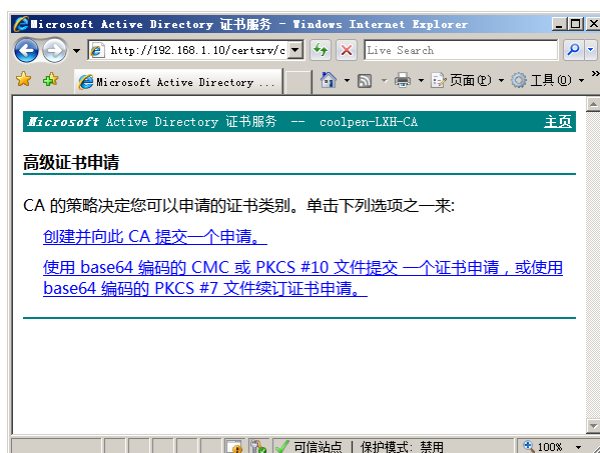 Microsoft Active Directory 证书服务 - Windows Internet Explorer
http://192.168.1.10/certsrv/c
Live Search
Microsoft Active Directory ...
页面(P)
工具(O)
»
Microsoft Active Directory 证书服务 -- coolpen-LXH-CA
主页
高级证书申请
CA 的策略决定您可以申请的证书类别。单击下列选项之一来:
创建并向此 CA 提交一个申请。
使用 base64 编码的 CMC 或 PKCS #10 文件提交 一个证书申请，或使用
base64 编码的 PKCS #7 文件续订证书申请。
可信站点 | 保护模式: 禁用
100%